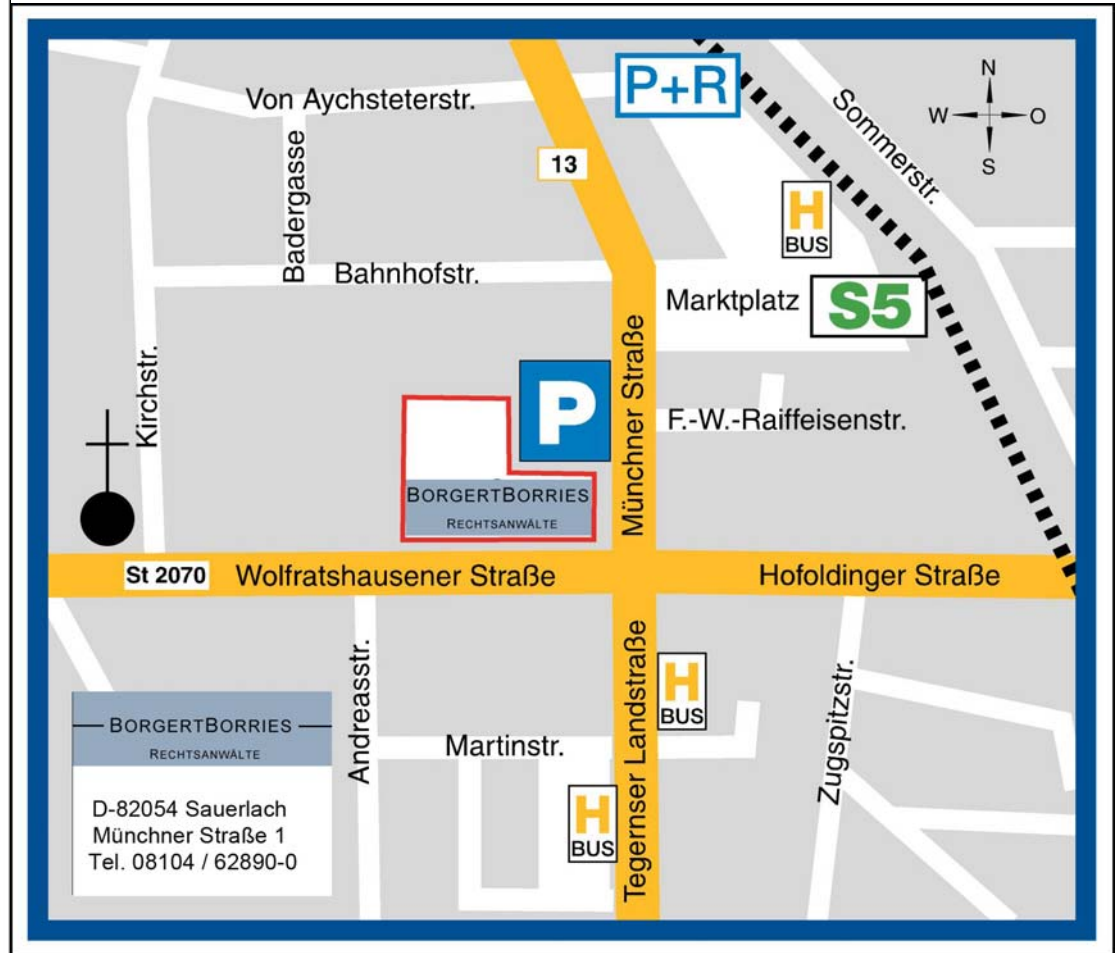 P+R
N
W
O
S
Von Aychsteterstr.
Sommerstr.
13
Badergasse
H
BUS
Bahnhofstr.
Marktplatz
S5
Kirchstr.
P
Münchner Straße
F.-W.-Raiffeisenstr.
BORGERTBORRIES
RECHTSANWÄLTE
St 2070
Wolfratshausener Straße
Hofoldinger Straße
Andreasstr.
Tegernser Landstraße
H
BUS
Zugspitzstr.
Martinstr.
H
BUS
BORGERTBORRIES
RECHTSANWÄLTE
D-82054 Sauerlach
Münchner Straße 1
Tel. 08104 / 62890-0